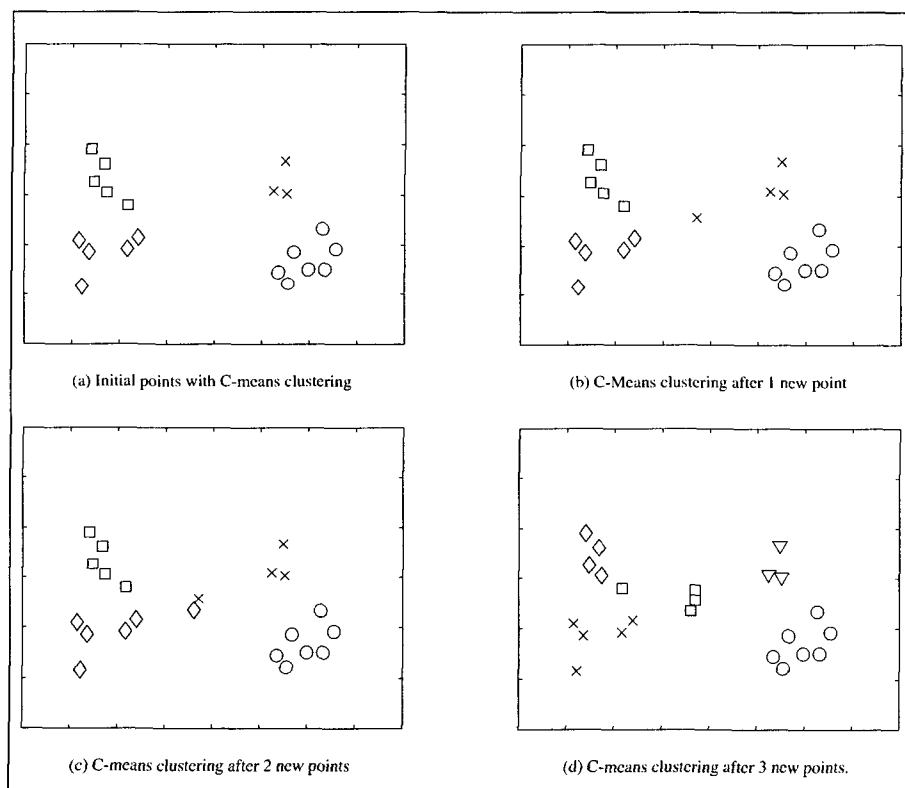 (a) Initial points with C-means clustering
(b) C-Means clustering after 1 new point
(c) C-means clustering after 2 new points
(d) C-means clustering after 3 new points.